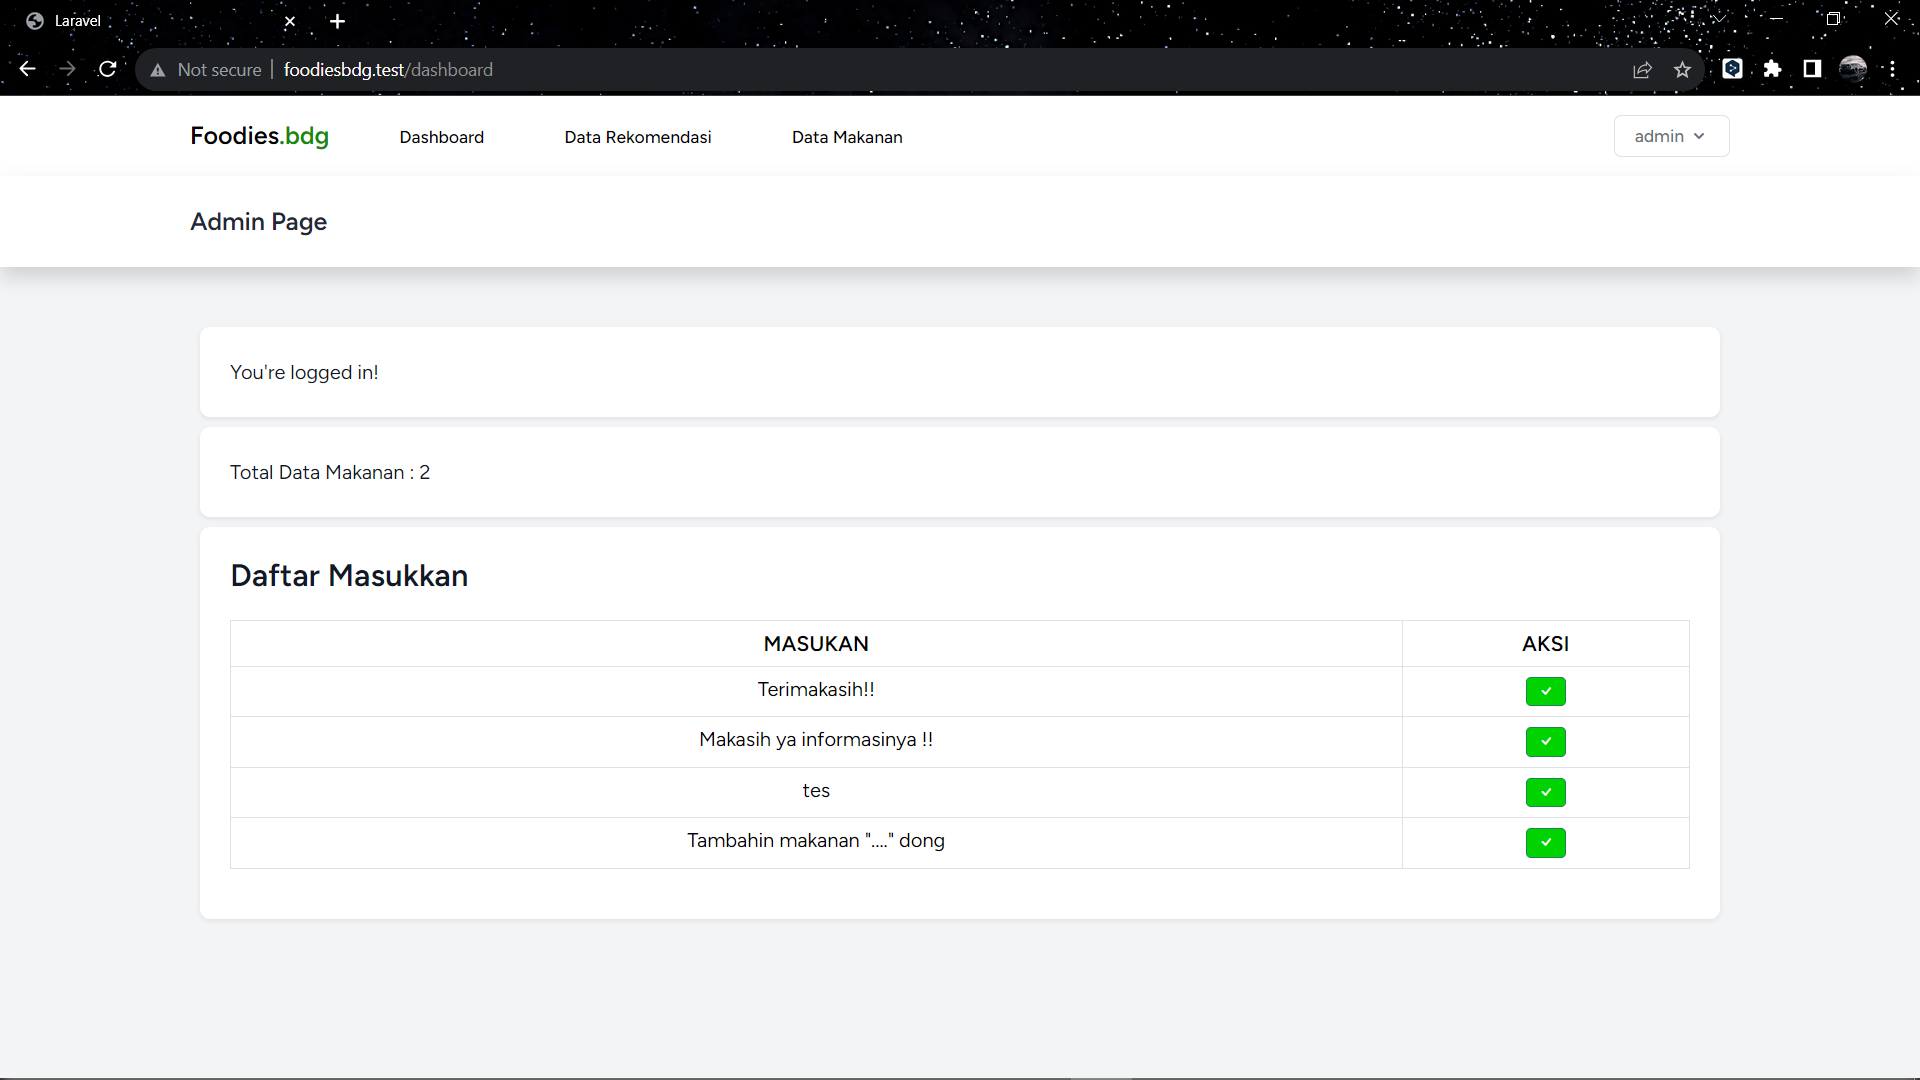 Laravel
Not secure | foodiesbdg.test/dashboard
Foodies.bdg Dashboard Data Rekomendasi Data Makanan admin
Admin Page
You're logged in!
Total Data Makanan : 2
Daftar Masukkan
MASUKAN AKSI
Terimakasih!!
Makasih ya informasinya !!
tes
Tambahin makanan "...." dong